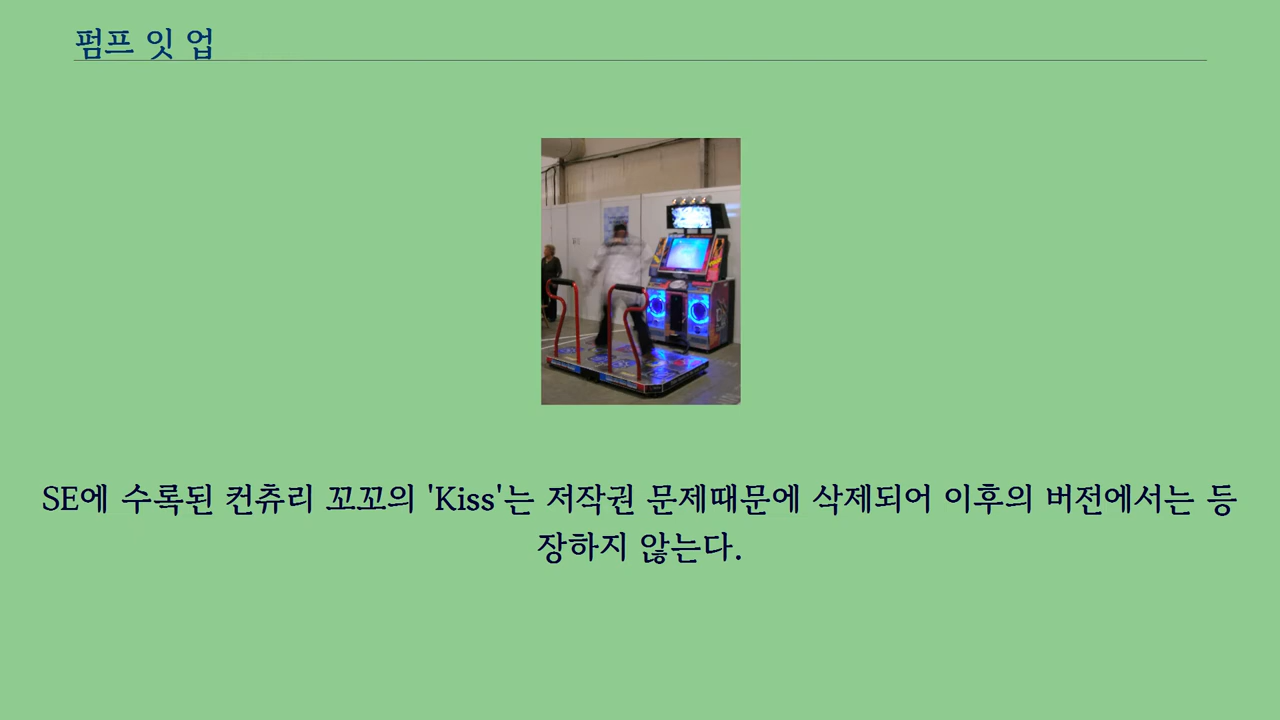 펌프 잇 업
SE에 수록된 컨츄리 꼬꼬의 'Kiss'는 저작권 문제때문에 삭제되어 이후의 버전에서는 등
장하지 않는다.